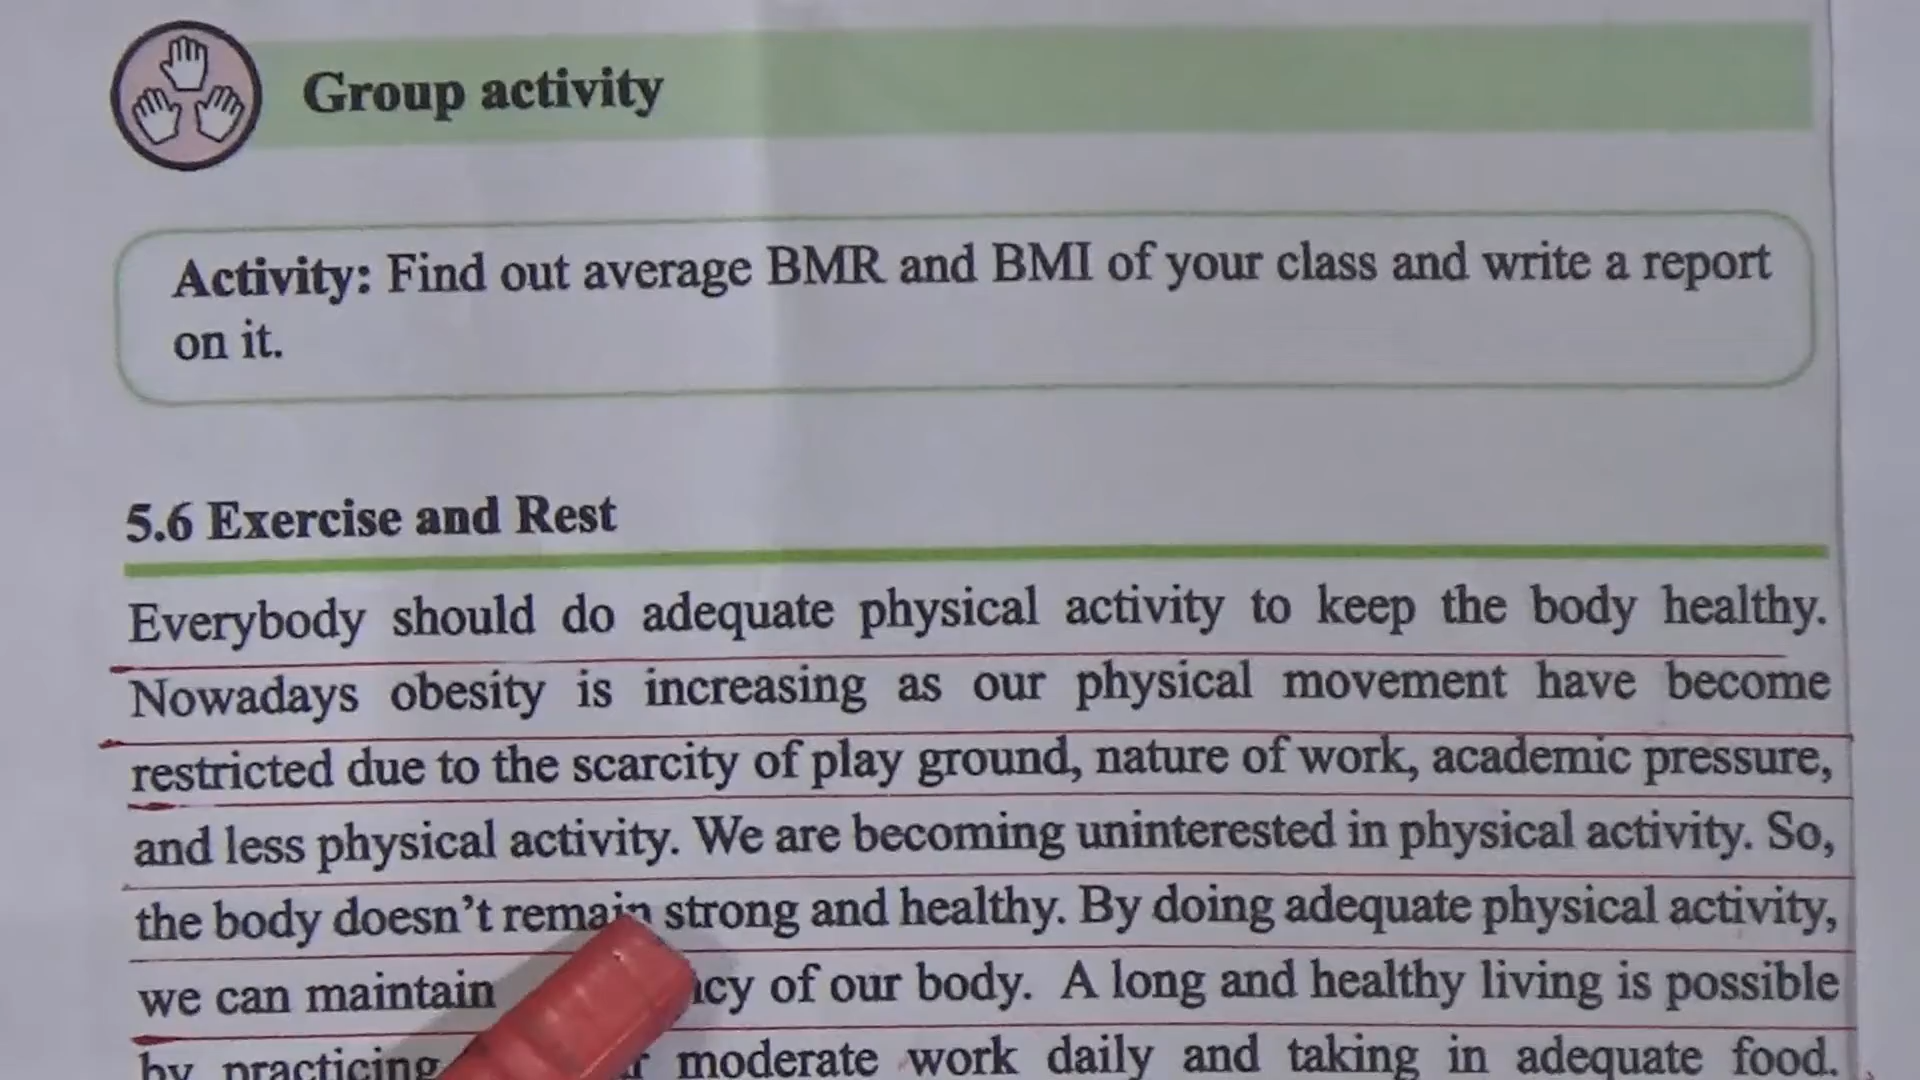 Group activity
Activity: Find out average BMR and BMI of your class and write a report
on it.
5.6 Exercise and Rest
Everybody should do adequate physical activity to keep the body healthy.
Nowadays obesity is increasing as our physical movement have become
restricted due to the scarcity of play ground, nature of work, academic pressure,
and less physical activity. We are becoming uninterested in physical activity. So,
the body doesn't remain strong and healthy. By doing adequate physical activity,
we can maintain of our body. A long and healthy living is possible
by practicing moderate work daily and taking in adequate food.